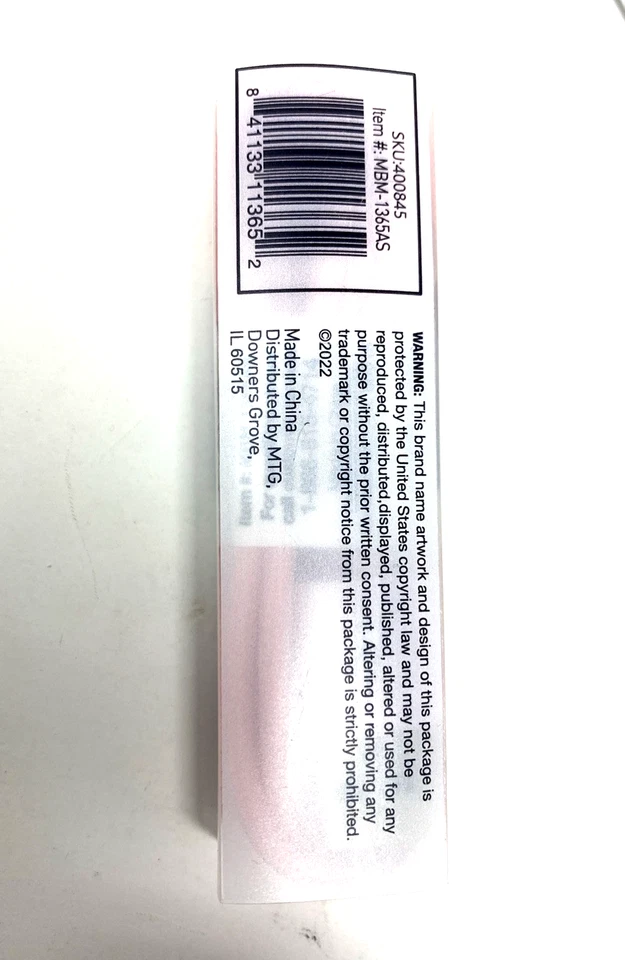 SKU:400845
Item #: MBM-1365AS
8 41133 11365 2
WARNING: This brand name artwork and design of this package is
protected by the United States copyright law and may not be
reproduced, distributed,displayed, published, altered or used for any
purpose without the prior written consent. Altering or removing any
trademark or copyright notice from this package is strictly prohibited.
©2022
Made in China
Distributed by MTG,
Downers Grove,
IL 60515